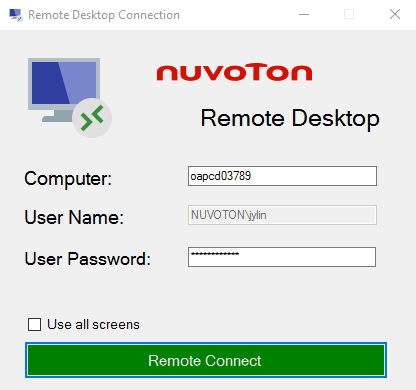 Remote Desktop Connection
nuvoTon
Remote Desktop
Computer:
oapcd03789
User Name:
NUVOTON\jylin
User Password:
************
Use all screens
Remote Connect